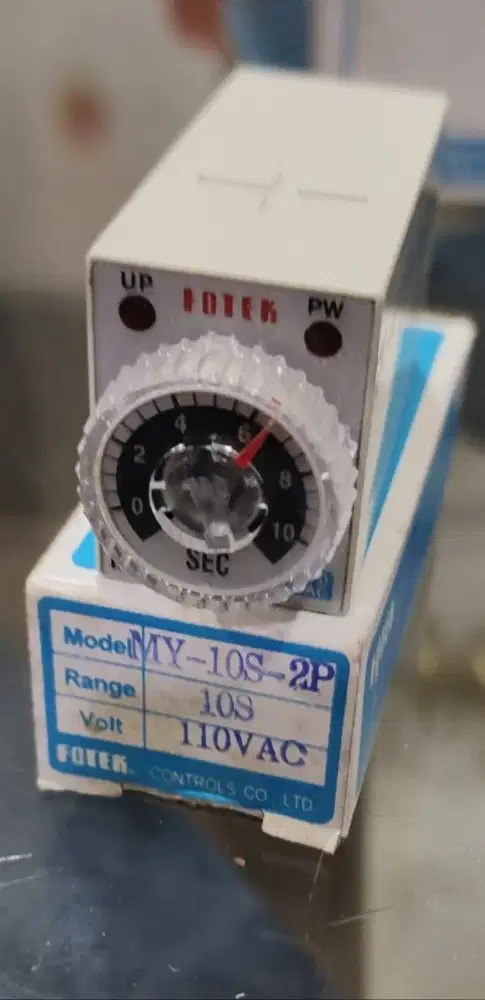 UP FOTEK PW
0 2 4 6 8 10
SEC
Model MY-10S-2P
Range 10S
Volt 110VAC
FOTEK. CONTROLS CO., LTD.